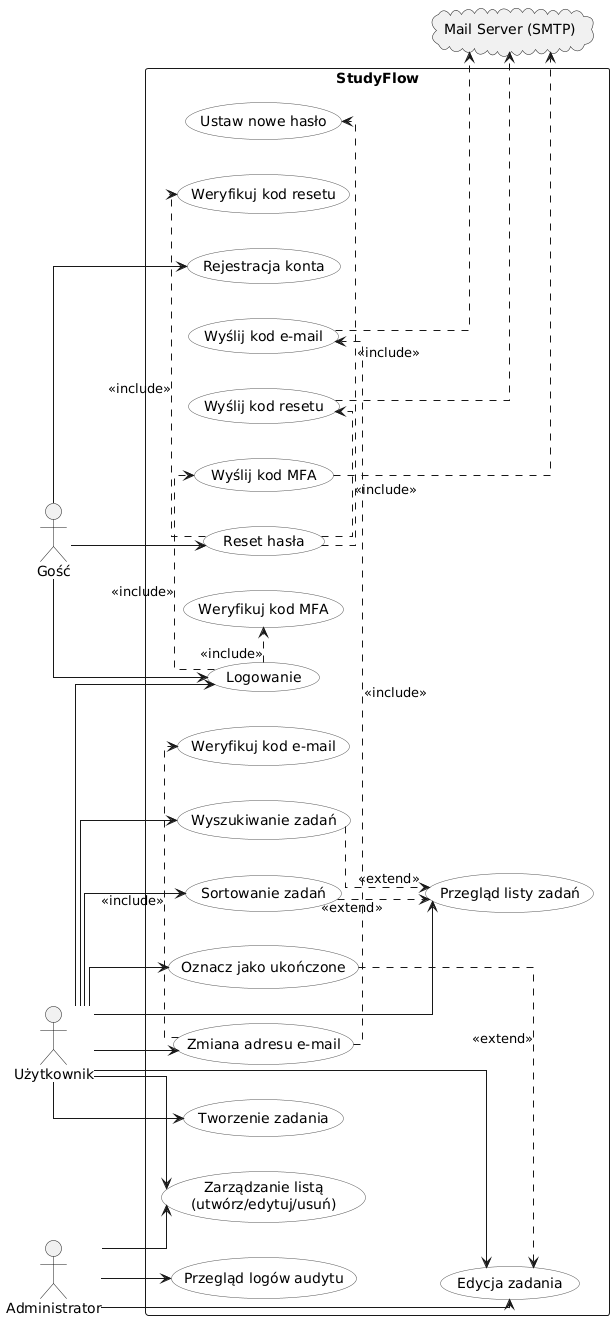 Mail Server (SMTP)
StudyFlow
Ustaw nowe hasło
Weryfikuj kod resetu
Rejestracja konta
Wyślij kod e-mail
«include»
«include»
Wyślij kod resetu
Wyślij kod MFA
«include»
Reset hasła
Gość
«include»
Weryfikuj kod MFA
«include»
Logowanie
«include»
Weryfikuj kod e-mail
Wyszukiwanie zadań
«extend»
Sortowanie zadań
Przegląd listy zadań
«include»
«extend»
Oznacz jako ukończone
«extend»
Zmiana adresu e-mail
Użytkownik
Tworzenie zadania
Zarządzanie listą
(utwórz/edytuj/usuń)
Przegląd logów audytu
Edycja zadania
Administrator